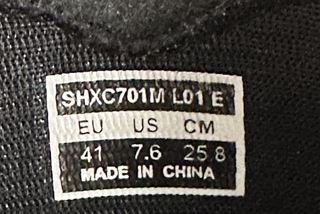 SHXC701M L01 E
EU US CM
41 7.6 25.8
MADE IN CHINA